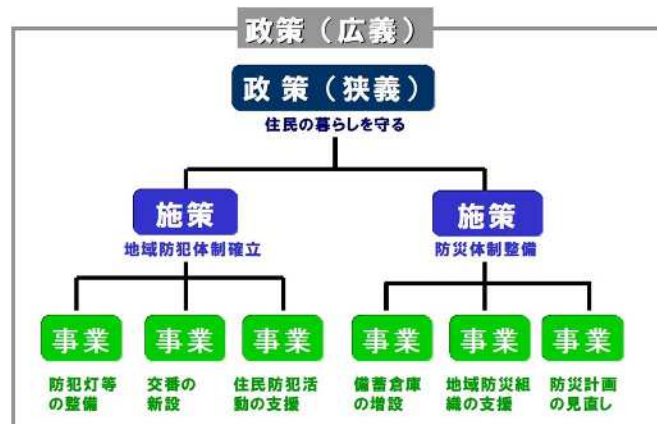 政策（広義）
政策（狭義）
住民の暮らしを守る
施策
地域防犯体制確立
施策
防災体制整備
事業
防犯灯等
の整備
事業
交番の
新設
事業
住民防犯活
動の支援
事業
備蓄倉庫
の増設
事業
地域防災組
織の支援
事業
防災計画
の見直し